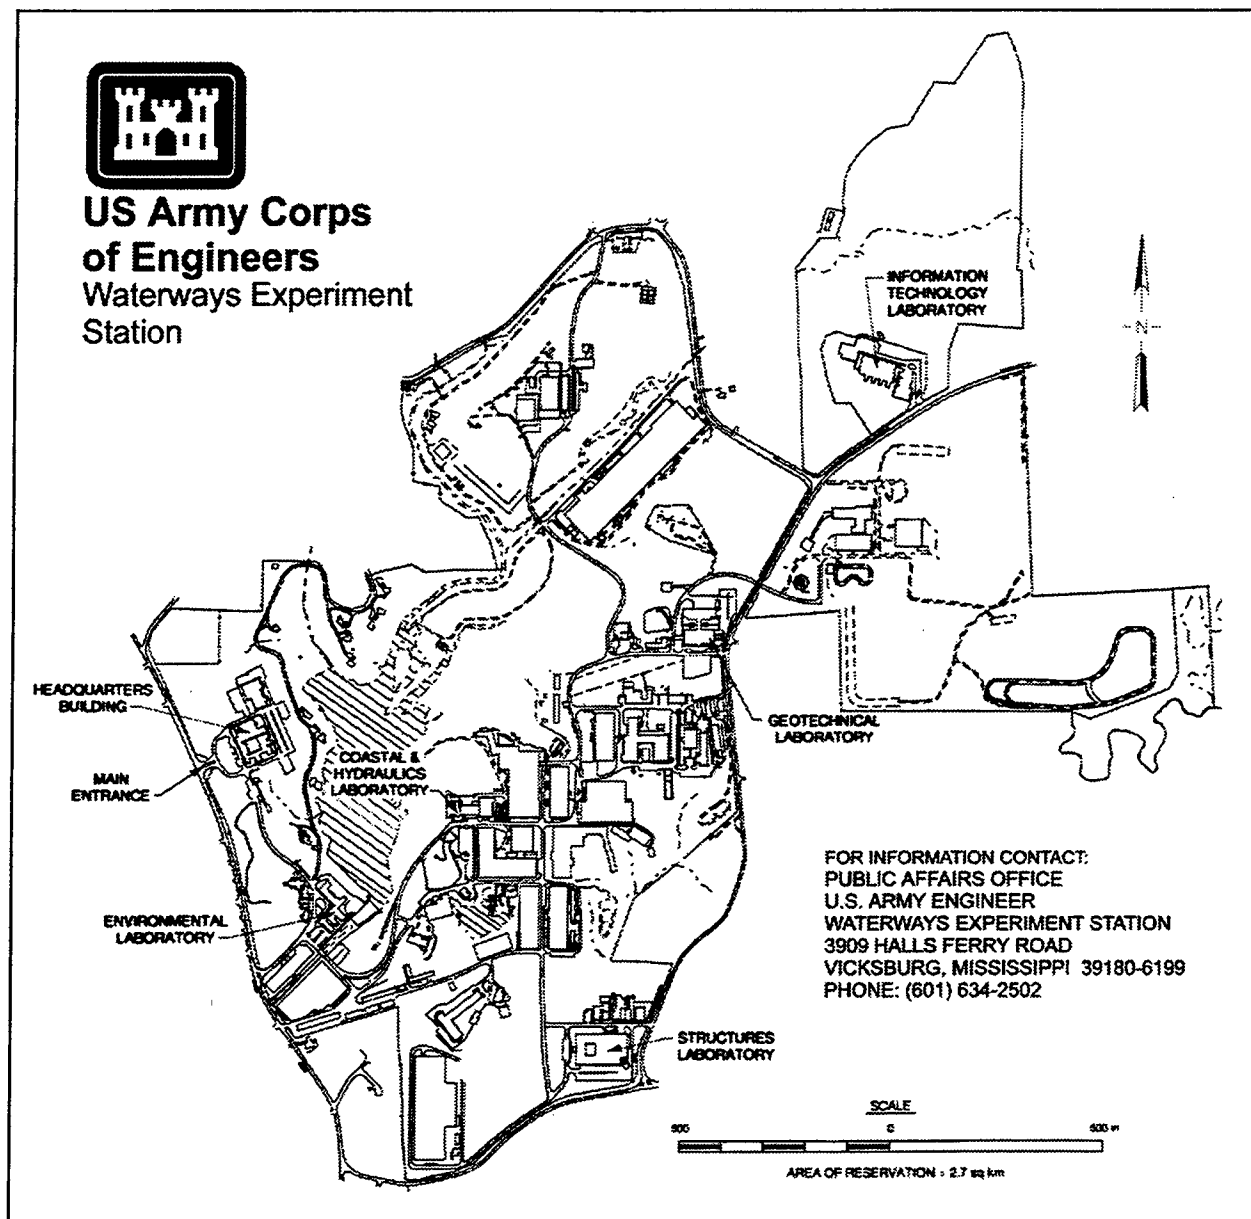 US Army Corps
of Engineers
Waterways Experiment
Station
INFORMATION
TECHNOLOGY
LABORATORY
N
HEADQUARTERS
BUILDING
GEOTECHNICAL
LABORATORY
COASTAL &
HYDRAULICS
LABORATORY
MAIN
ENTRANCE
ENVIRONMENTAL
LABORATORY
FOR INFORMATION CONTACT:
PUBLIC AFFAIRS OFFICE
U.S. ARMY ENGINEER
WATERWAYS EXPERIMENT STATION
3909 HALLS FERRY ROAD
VICKSBURG, MISSISSIPPI 39180-6199
PHONE: (601) 634-2502
STRUCTURES
LABORATORY
SCALE
500 0 500 m
AREA OF RESERVATION = 2.7 sq km